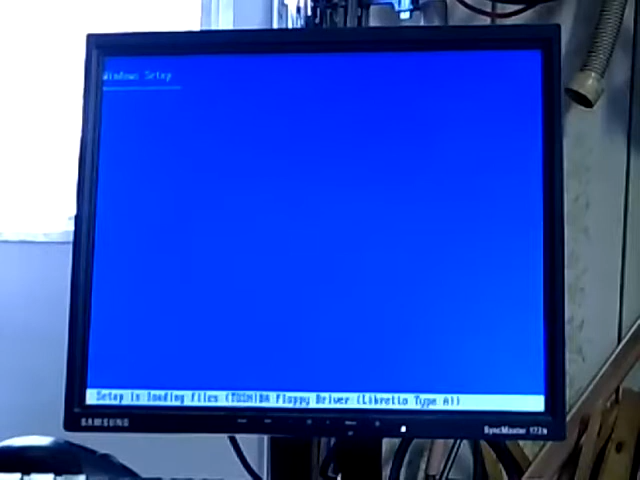 Windows Setup
Setup is loading files (TOSHIBA Floppy Driver (Libretto Type A))
SAMSUNG
SyncMaster 173N